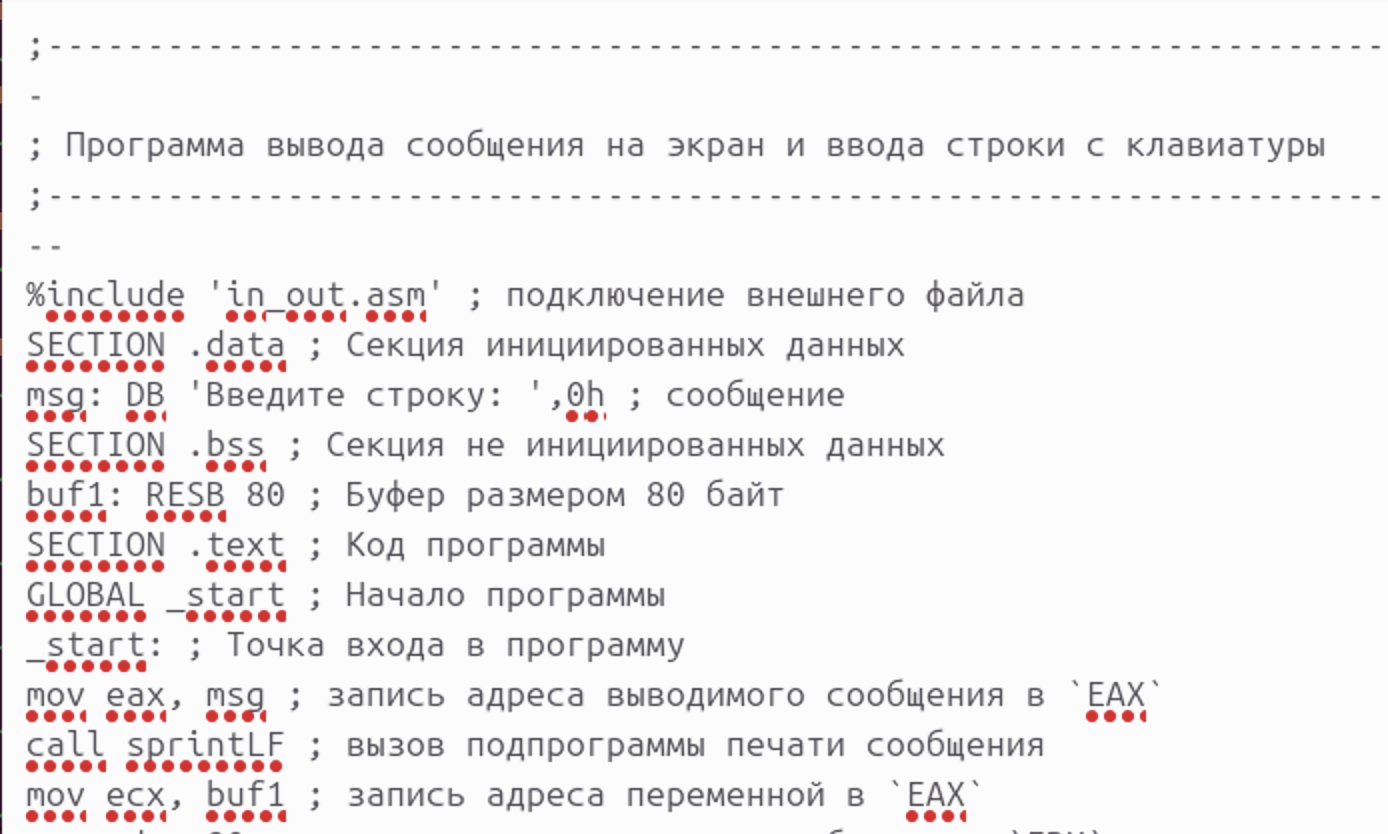 ;-------------------------------------------------------------------
-
; Программа вывода сообщения на экран и ввода строки с клавиатуры
;-------------------------------------------------------------------
--
%include 'in_out.asm' ; подключение внешнего файла
SECTION .data ; Секция инициированных данных
msg: DB 'Введите строку: ',0h ; сообщение
SECTION .bss ; Секция не инициированных данных
buf1: RESB 80 ; Буфер размером 80 байт
SECTION .text ; Код программы
GLOBAL _start ; Начало программы
_start: ; Точка входа в программу
mov eax, msg ; запись адреса выводимого сообщения в `EAX`
call sprintLF ; вызов подпрограммы печати сообщения
mov ecx, buf1 ; запись адреса переменной в `EAX`